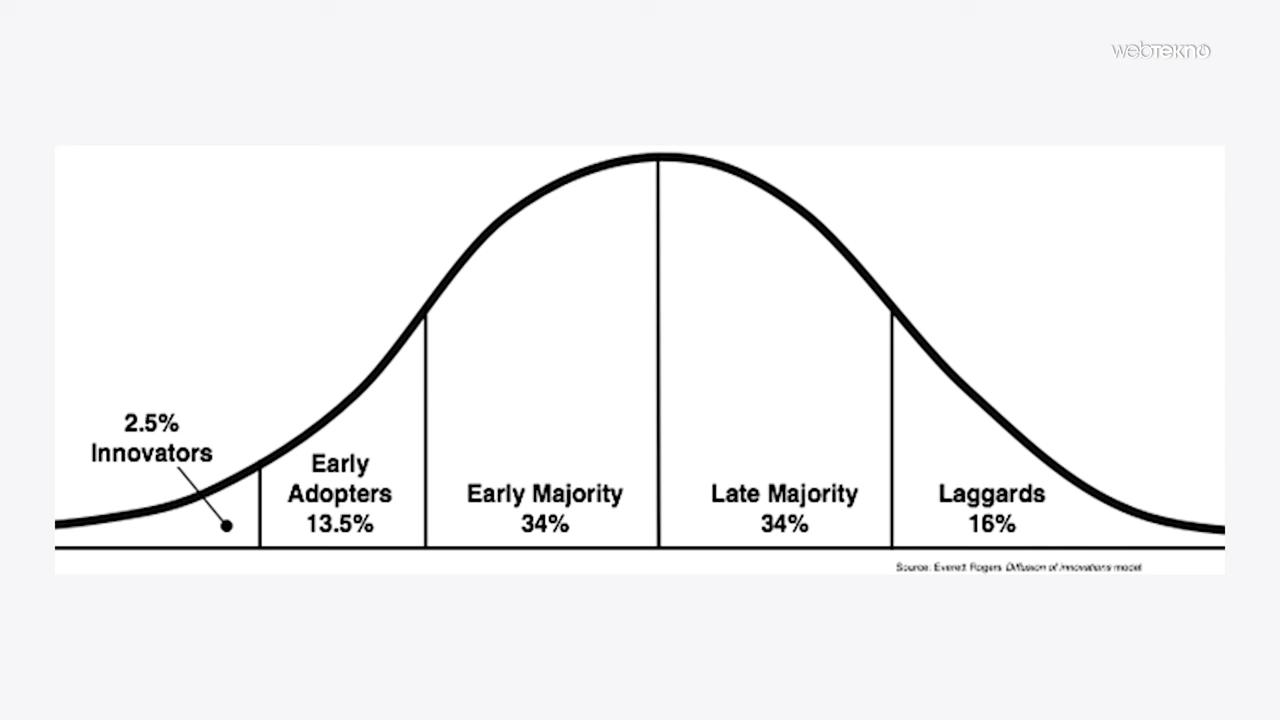 webtekno
2.5%
Innovators
Early
Adopters
13.5%
Early Majority
34%
Late Majority
34%
Laggards
16%
Source: Everett Rogers Diffusion of innovations model